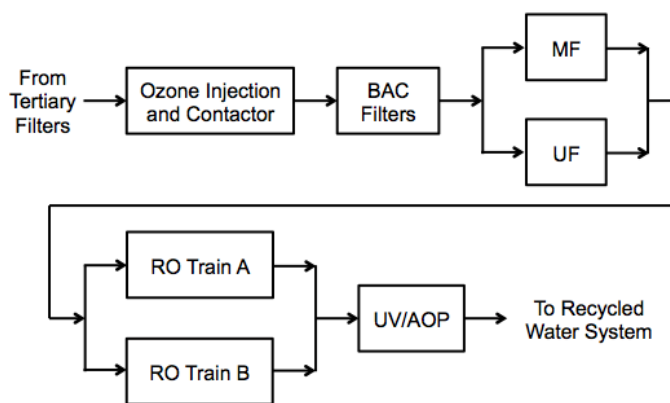 From
Tertiary
Filters
Ozone Injection
and Contactor
BAC
Filters
MF
UF
RO Train A
RO Train B
UV/AOP
To Recycled
Water System